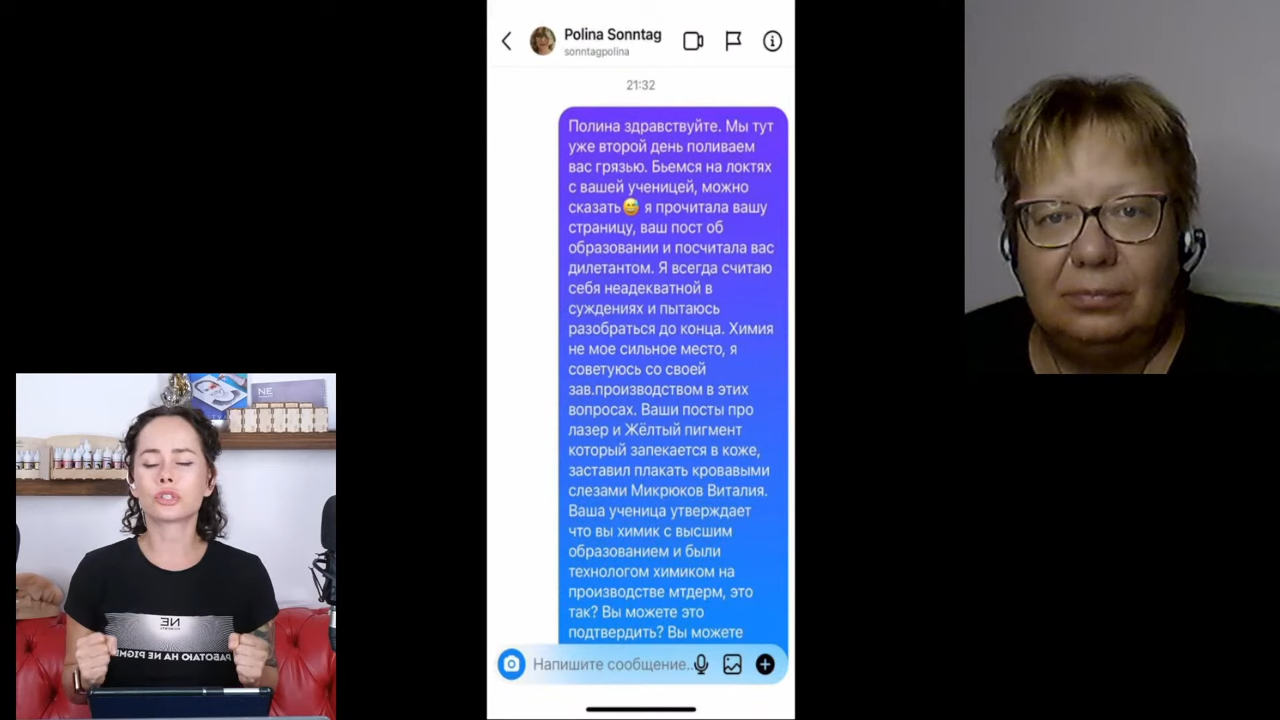 Polina Sonntag
sonntagpolina
21:32
Полина здравствуйте. Мы тут
уже второй день поливаем
вас грязью. Бьемся на локтях
с вашей ученицей, можно
сказать😅 я прочитала вашу
страницу, ваш пост об
образовании и посчитала вас
дилетантом. Я всегда считаю
себя неадекватной в
суждениях и пытаюсь
разобраться до конца. Химия
не мое сильное место, я
советуюсь со своей
зав.производством в этих
вопросах. Ваши посты про
лазер и Жёлтый пигмент
который запекается в коже,
заставил плакать кровавыми
слезами Микрюков Виталия.
Ваша ученица утверждает
что вы химик с высшим
образованием и были
технологом химиком на
производстве мтдерм, это
так? Вы можете это
подтвердить? Вы можете
Напишите сообщение...
NE
NE
РАБОТАЮ НА NE PIGME